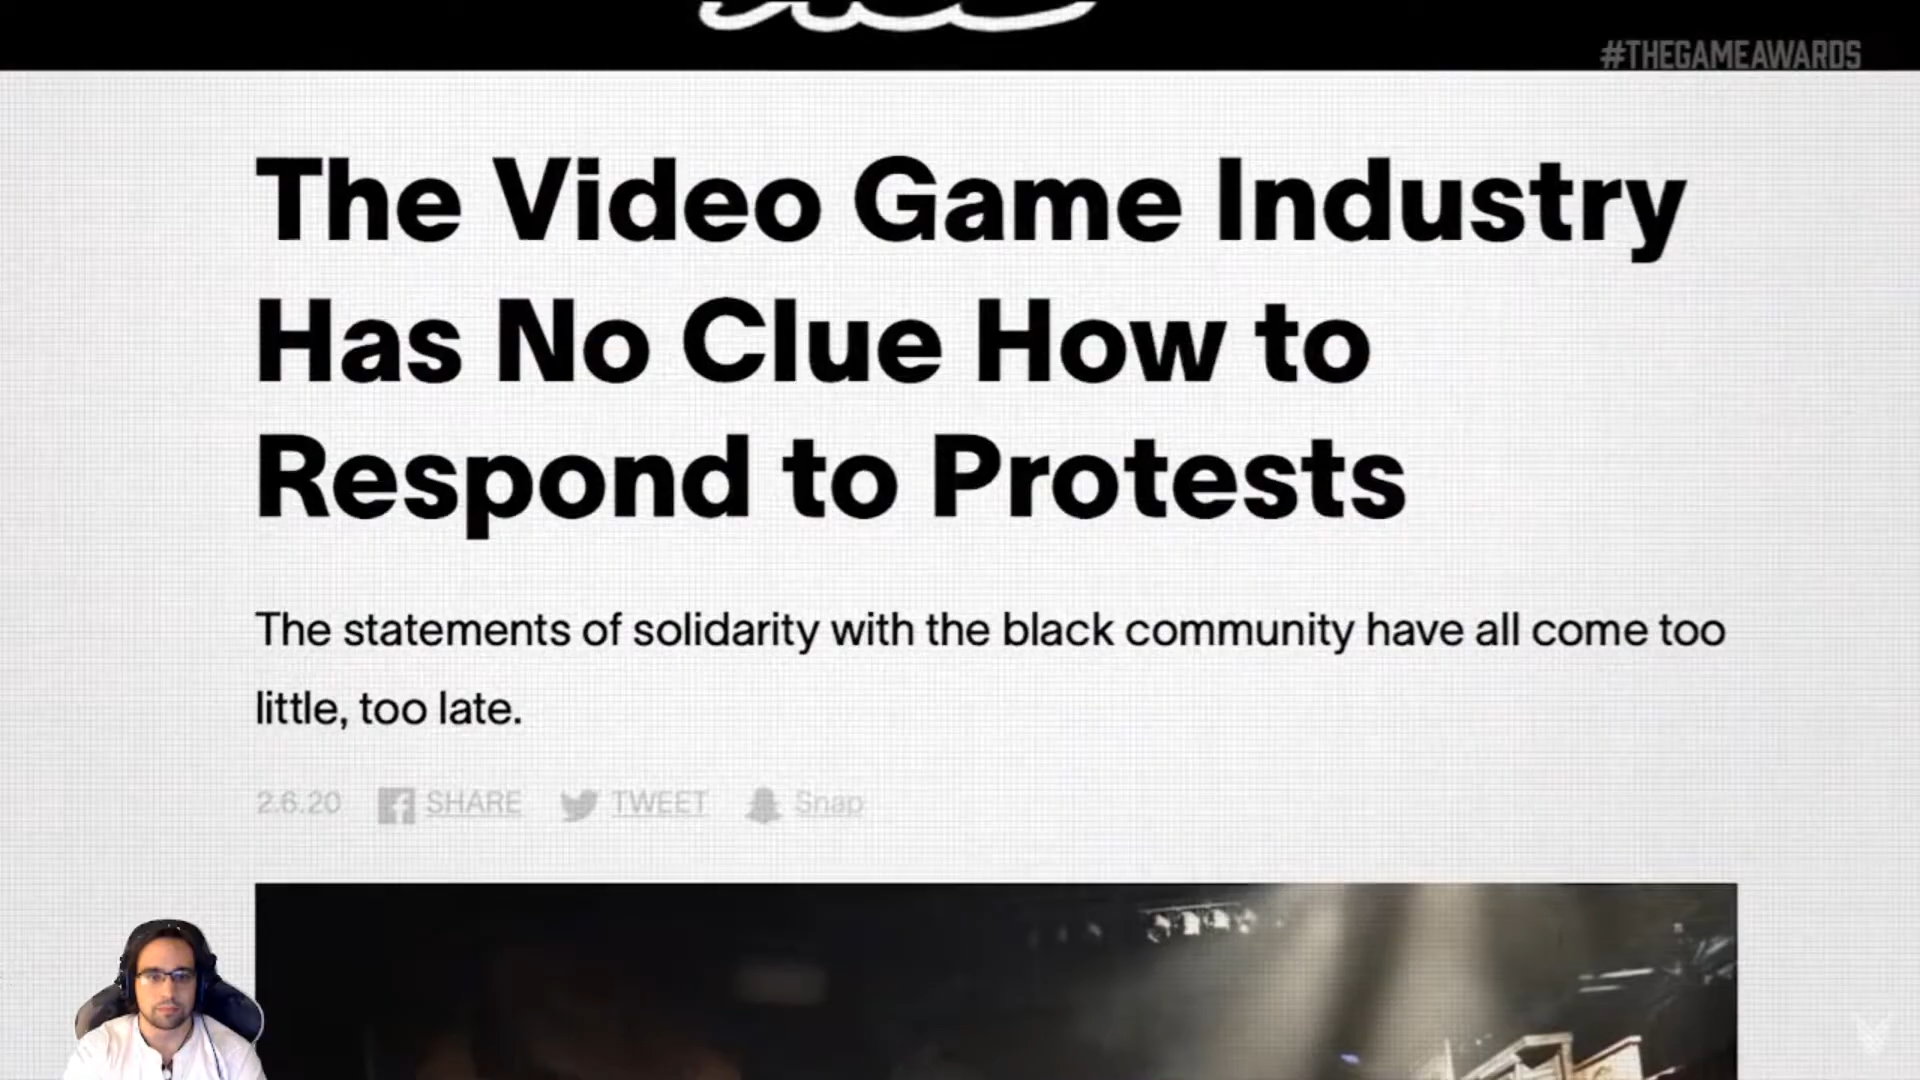 #THEGAMEAWARDS
The Video Game Industry
Has No Clue How to
Respond to Protests
The statements of solidarity with the black community have all come too
little, too late.
2.6.20 SHARE TWEET Snap